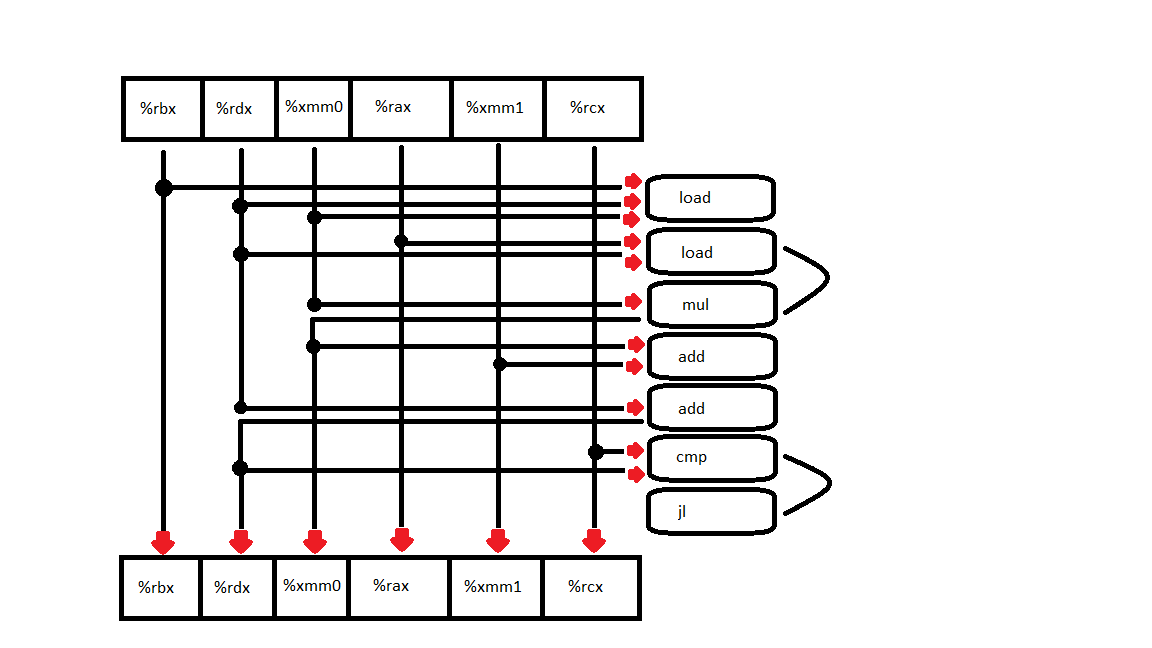 %rbx %rdx %xmm0 %rax %xmm1 %rcx
load
load
mul
add
add
cmp
jl
%rbx %rdx %xmm0 %rax %xmm1 %rcx